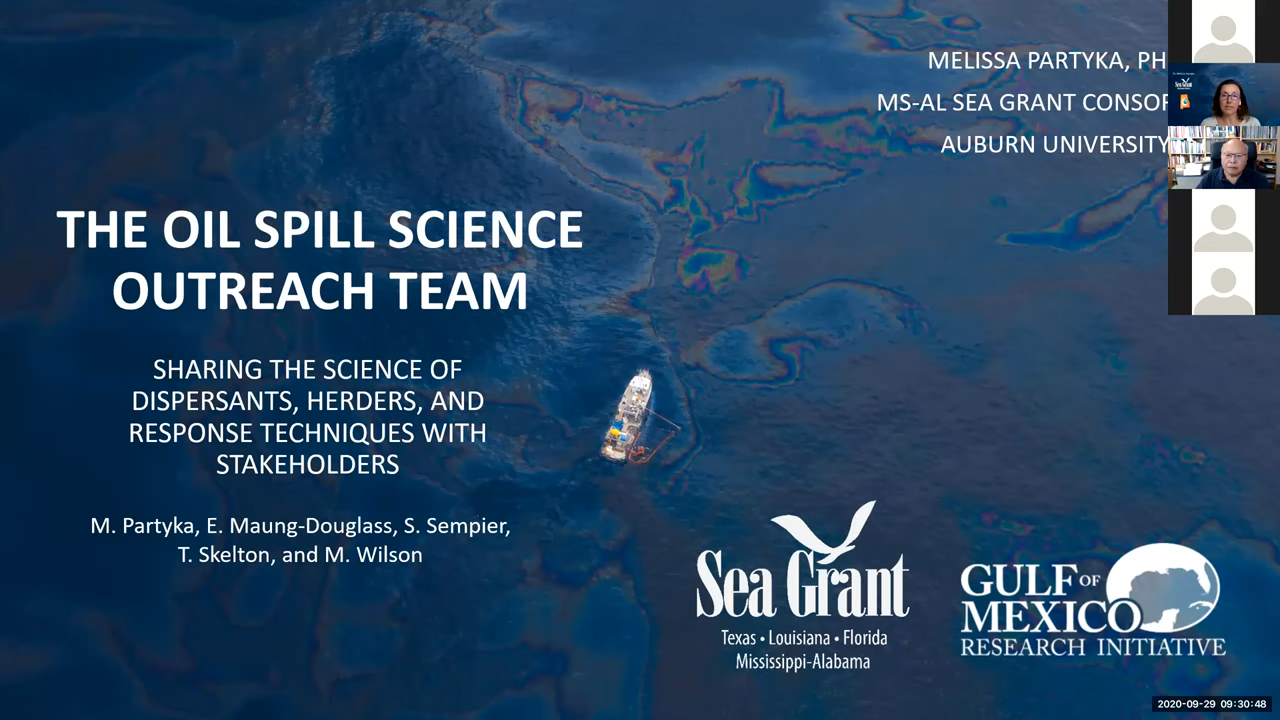 MELISSA PARTYKA, PH
MS-AL SEA GRANT CONSOR
AUBURN UNIVERSITY
THE OIL SPILL SCIENCE
OUTREACH TEAM
SHARING THE SCIENCE OF
DISPERSANTS, HERDERS, AND
RESPONSE TECHNIQUES WITH
STAKEHOLDERS
M. Partyka, E. Maung-Douglass, S. Sempier,
T. Skelton, and M. Wilson
Sea Grant
Texas • Louisiana • Florida
Mississippi-Alabama
GULF OF
MEXICO
RESEARCH INITIATIVE
Sea Grant
2020-09-29 09:30:48